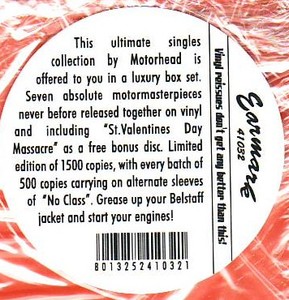 This ultimate singles
collection by Motorhead is
offered to you in a luxury box set.
Seven absolute motormasterpieces
never before released together on
vinyl and including "St.Valentines Day
Massacre" as a free bonus disc. Limited
edition of 1500 copies, with every batch of
500 copies carrying on alternate sleeves
of "No Class". Grease up your Belstaff
jacket and start your engines!
8013252410321
Vinyl reissues don't get any better than this!
Earmark
41032